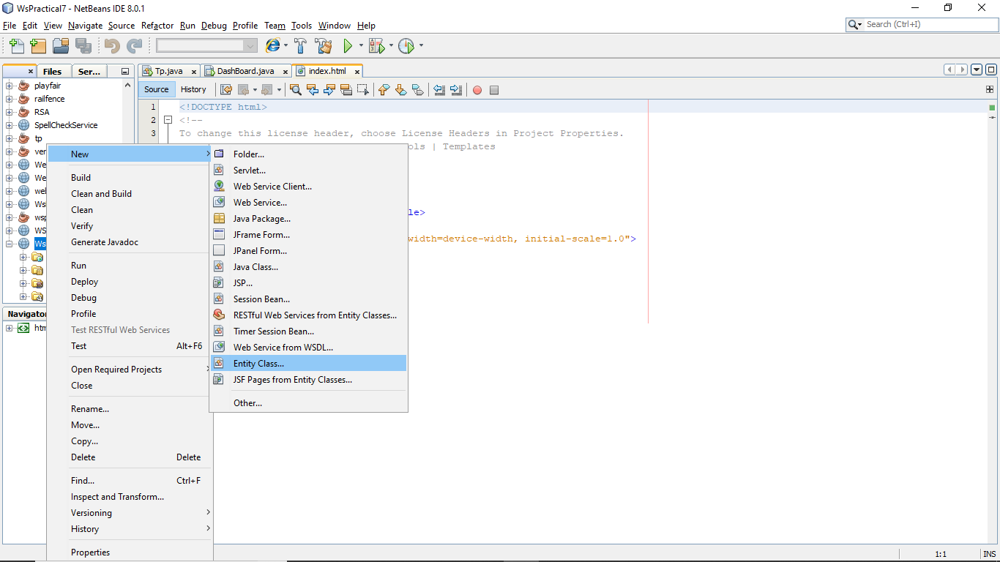 WsPractical7 - NetBeans IDE 8.0.1
File Edit View Navigate Source Refactor Run Debug Profile Team Tools Window Help
Search (Ctrl+I)
Files Ser...
Tp.java DashBoard.java index.html
Source History
playfair
railfence
RSA
SpellCheckService
tp
ver
We
We
wel
Ws
wsp
WS
Ws
1 <!DOCTYPE html>
2 <!--
3 To change this license header, choose License Headers in Project Properties.
ols | Templates
le>
width=device-width, initial-scale=1.0">
New
Build
Clean and Build
Clean
Verify
Generate Javadoc
Run
Deploy
Debug
Profile
Test RESTful Web Services
Test Alt+F6
Open Required Projects
Close
Rename...
Move...
Copy...
Delete Delete
Find... Ctrl+F
Inspect and Transform...
Versioning
History
Properties
Folder...
Servlet...
Web Service Client...
Web Service...
Java Package...
JFrame Form...
JPanel Form...
Java Class...
JSP...
Session Bean...
RESTful Web Services from Entity Classes...
Timer Session Bean...
Web Service from WSDL...
Entity Class...
JSF Pages from Entity Classes...
Other...
Navigator
htm
1:1 INS